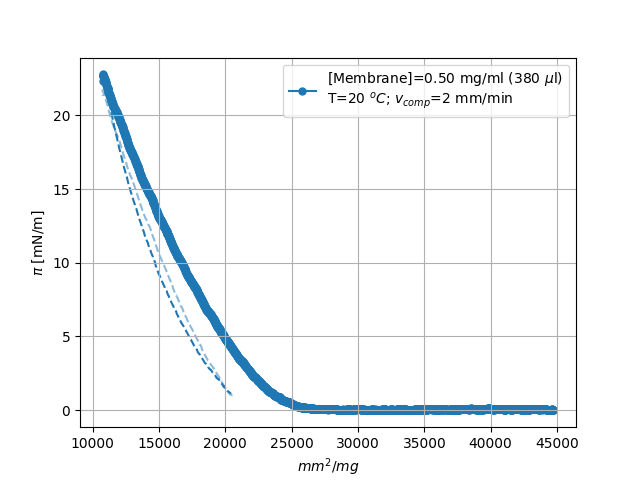 [Membrane]=0.50 mg/ml (380 μl)
T=20 °C; v_comp=2 mm/min
20
15
10
5
0
π [mN/m]
10000 15000 20000 25000 30000 35000 40000 45000
mm²/mg